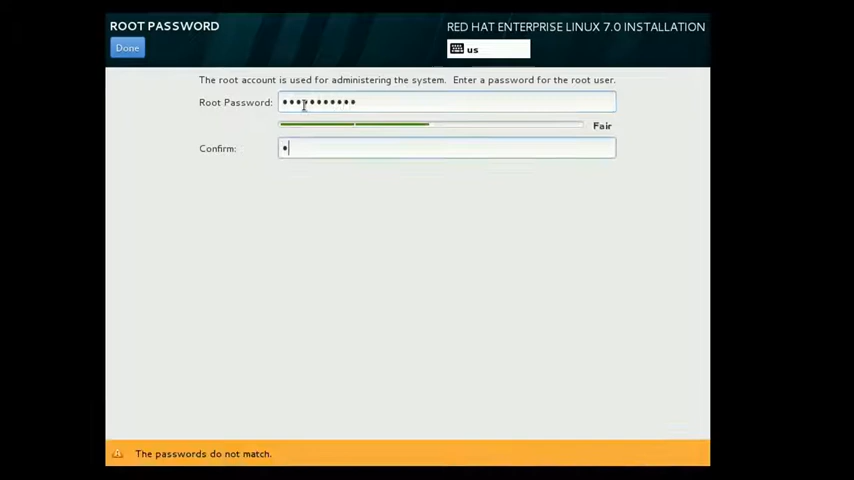 ROOT PASSWORD
RED HAT ENTERPRISE LINUX 7.0 INSTALLATION
Done
us
The root account is used for administering the system. Enter a password for the root user.
Root Password: •••••••••••
Fair
Confirm: •
The passwords do not match.